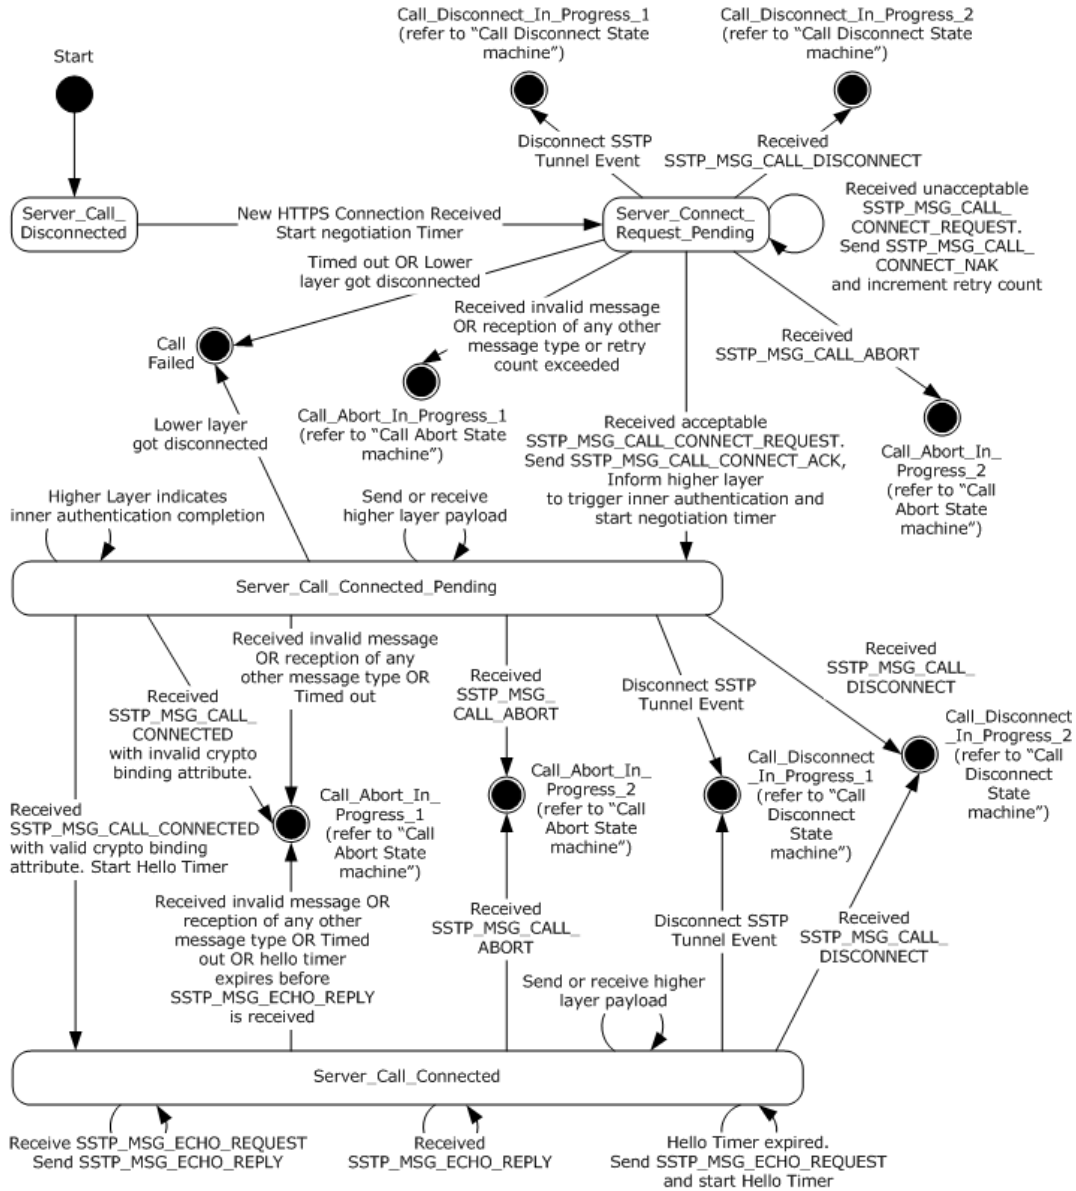 Call_Disconnect_In_Progress_1
(refer to “Call Disconnect State
machine”)
Call_Disconnect_In_Progress_2
(refer to “Call Disconnect State
machine”)
Start
Disconnect SSTP
Tunnel Event
Received
SSTP_MSG_CALL_DISCONNECT
Server_Call_
Disconnected
New HTTPS Connection Received
Start negotiation Timer
Server_Connect_
Request_Pending
Received unacceptable
SSTP_MSG_CALL_
CONNECT_REQUEST.
Send SSTP_MSG_CALL_
CONNECT_NAK
and increment retry count
Timed out OR Lower
layer got disconnected
Received invalid message
OR reception of any other
message type or retry
count exceeded
Received
SSTP_MSG_CALL_ABORT
Call
Failed
Call_Abort_In_Progress_1
(refer to “Call Abort State
machine”)
Lower layer
got disconnected
Received acceptable
SSTP_MSG_CALL_CONNECT_REQUEST.
Send SSTP_MSG_CALL_CONNECT_ACK,
Inform higher layer
to trigger inner authentication and
start negotiation timer
Call_Abort_In_
Progress_2
(refer to “Call
Abort State
machine”)
Higher Layer indicates
inner authentication completion
Send or receive
higher layer payload
Server_Call_Connected_Pending
Received
SSTP_MSG_CALL_
CONNECTED
with invalid crypto
binding attribute.
Received invalid message
OR reception of any
other message type OR
Timed out
Received
SSTP_MSG_
CALL_ABORT
Disconnect SSTP
Tunnel Event
Received
SSTP_MSG_CALL_
DISCONNECT
Received
SSTP_MSG_CALL_CONNECTED
with valid crypto binding
attribute. Start Hello Timer
Call_Abort_In_
Progress_1
(refer to “Call
Abort State
machine”)
Call_Abort_In_
Progress_2
(refer to “Call
Abort State
machine”)
Call_Disconnect
_In_Progress_1
(refer to “Call
Disconnect
State
machine”)
Call_Disconnect
_In_Progress_2
(refer to “Call
Disconnect
State
machine”)
Received invalid message OR
reception of any other
message type OR Timed
out OR hello timer
expires before
SSTP_MSG_ECHO_REPLY
is received
Received
SSTP_MSG_CALL_
ABORT
Disconnect SSTP
Tunnel Event
Received
SSTP_MSG_CALL_
DISCONNECT
Send or receive higher
layer payload
Server_Call_Connected
Receive SSTP_MSG_ECHO_REQUEST
Send SSTP_MSG_ECHO_REPLY
Received
SSTP_MSG_ECHO_REPLY
Hello Timer expired.
Send SSTP_MSG_ECHO_REQUEST
and start Hello Timer